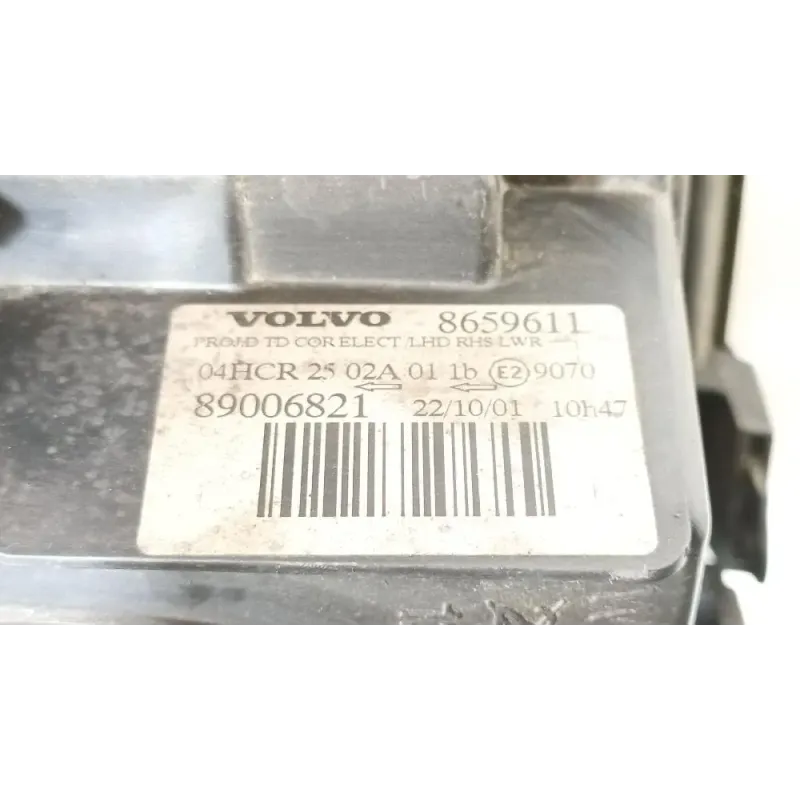 VOLVO 8659611
PROJ-D TD COR ELECT LHD RHS LWR
04HCR 25 02A 01 1b E2 9070
89006821 22/10/01 10h47